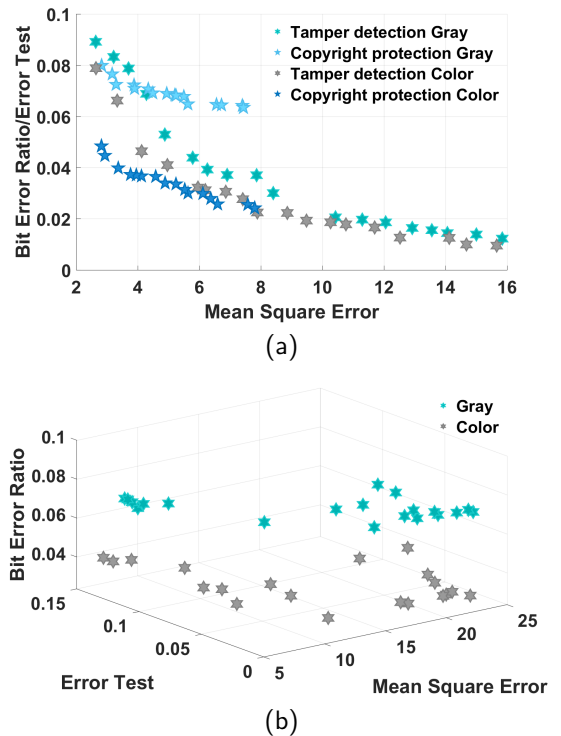 0.1
Tamper detection Gray
Copyright protection Gray
Tamper detection Color
Copyright protection Color
0.08
0.06
0.04
0.02
0
Bit Error Ratio/Error Test
2 4 6 8 10 12 14 16
Mean Square Error
(a)
Gray
Color
0.1
0.08
0.06
0.04
Bit Error Ratio
0.15
0.1
0.05
0
Error Test
5 10 15 20 25
Mean Square Error
(b)